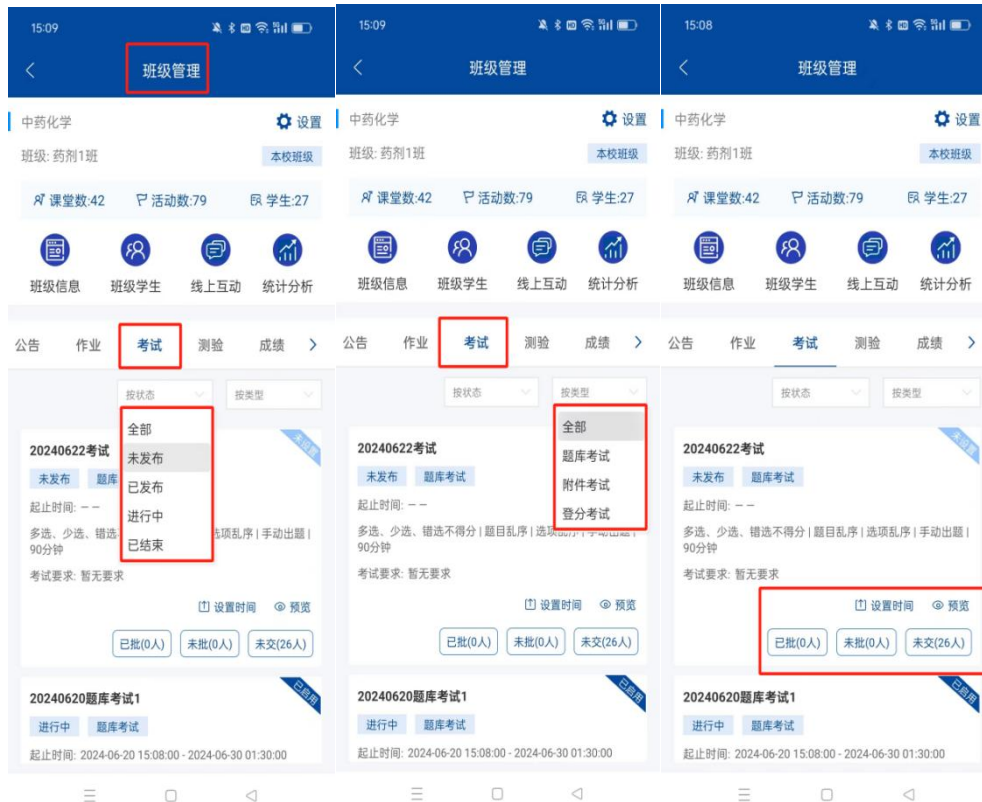 15:09
班级管理
中药化学
设置
班级: 药剂1班
本校班级
课堂数:42
活动数:79
学生:27
班级信息
班级学生
线上互动
统计分析
公告
作业
考试
测验
成绩
按状态
按类型
全部
未发布
已发布
进行中
已结束
20240622考试
未设置
未发布
题库
起止时间: – –
多选、少选、错选
选项乱序 | 手动出题 |
90分钟
考试要求: 暂无要求
设置时间
预览
已批(0人)
未批(0人)
未交(26人)
20240620题库考试1
已启用
进行中
题库考试
起止时间: 2024-06-20 15:08:00 - 2024-06-30 01:30:00
15:09
班级管理
中药化学
设置
班级: 药剂1班
本校班级
课堂数:42
活动数:79
学生:27
班级信息
班级学生
线上互动
统计分析
公告
作业
考试
测验
成绩
按状态
按类型
全部
题库考试
附件考试
登分考试
20240622考试
未发布
题库考试
起止时间: – –
多选、少选、错选不得分 | 题目乱序 | 选项乱序 | 手动出题 |
90分钟
考试要求: 暂无要求
设置时间
预览
已批(0人)
未批(0人)
未交(26人)
20240620题库考试1
已启用
进行中
题库考试
起止时间: 2024-06-20 15:08:00 - 2024-06-30 01:30:00
15:08
班级管理
中药化学
设置
班级: 药剂1班
本校班级
课堂数:42
活动数:79
学生:27
班级信息
班级学生
线上互动
统计分析
公告
作业
考试
测验
成绩
按状态
按类型
20240622考试
未设置
未发布
题库考试
起止时间: – –
多选、少选、错选不得分 | 题目乱序 | 选项乱序 | 手动出题 |
90分钟
考试要求: 暂无要求
设置时间
预览
已批(0人)
未批(0人)
未交(26人)
20240620题库考试1
已启用
进行中
题库考试
起止时间: 2024-06-20 15:08:00 - 2024-06-30 01:30:00